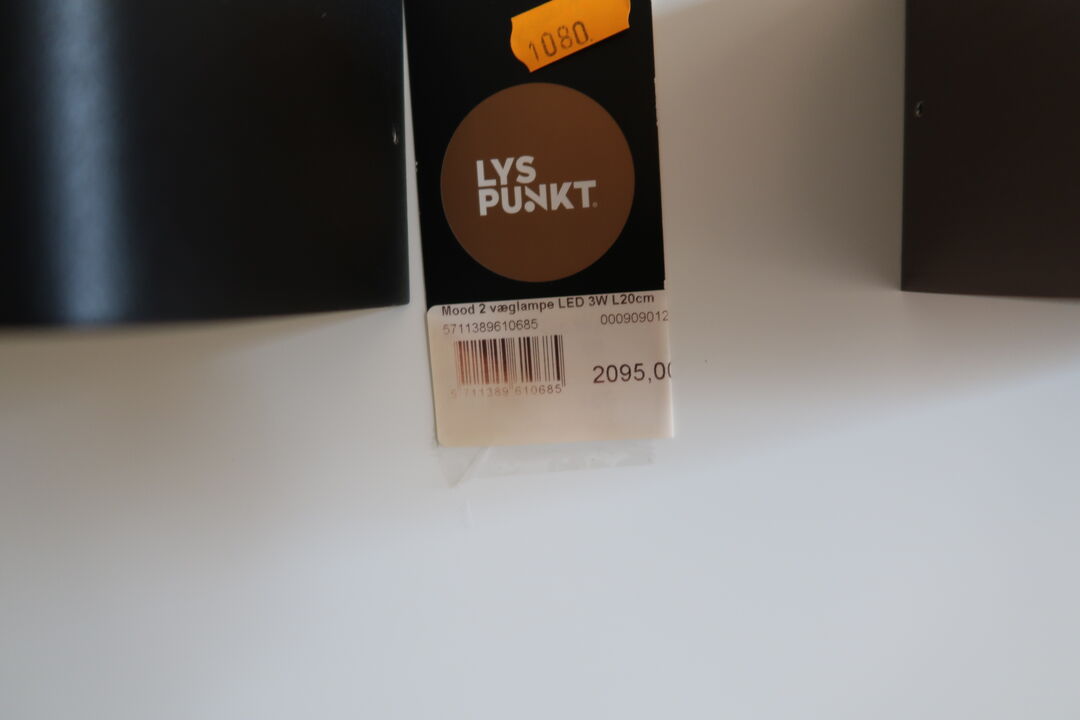 1080.
LYS
PUNKT®
Mood 2 væglampe LED 3W L20cm
5711389610685 000909012
2095,00
5 711389 610685